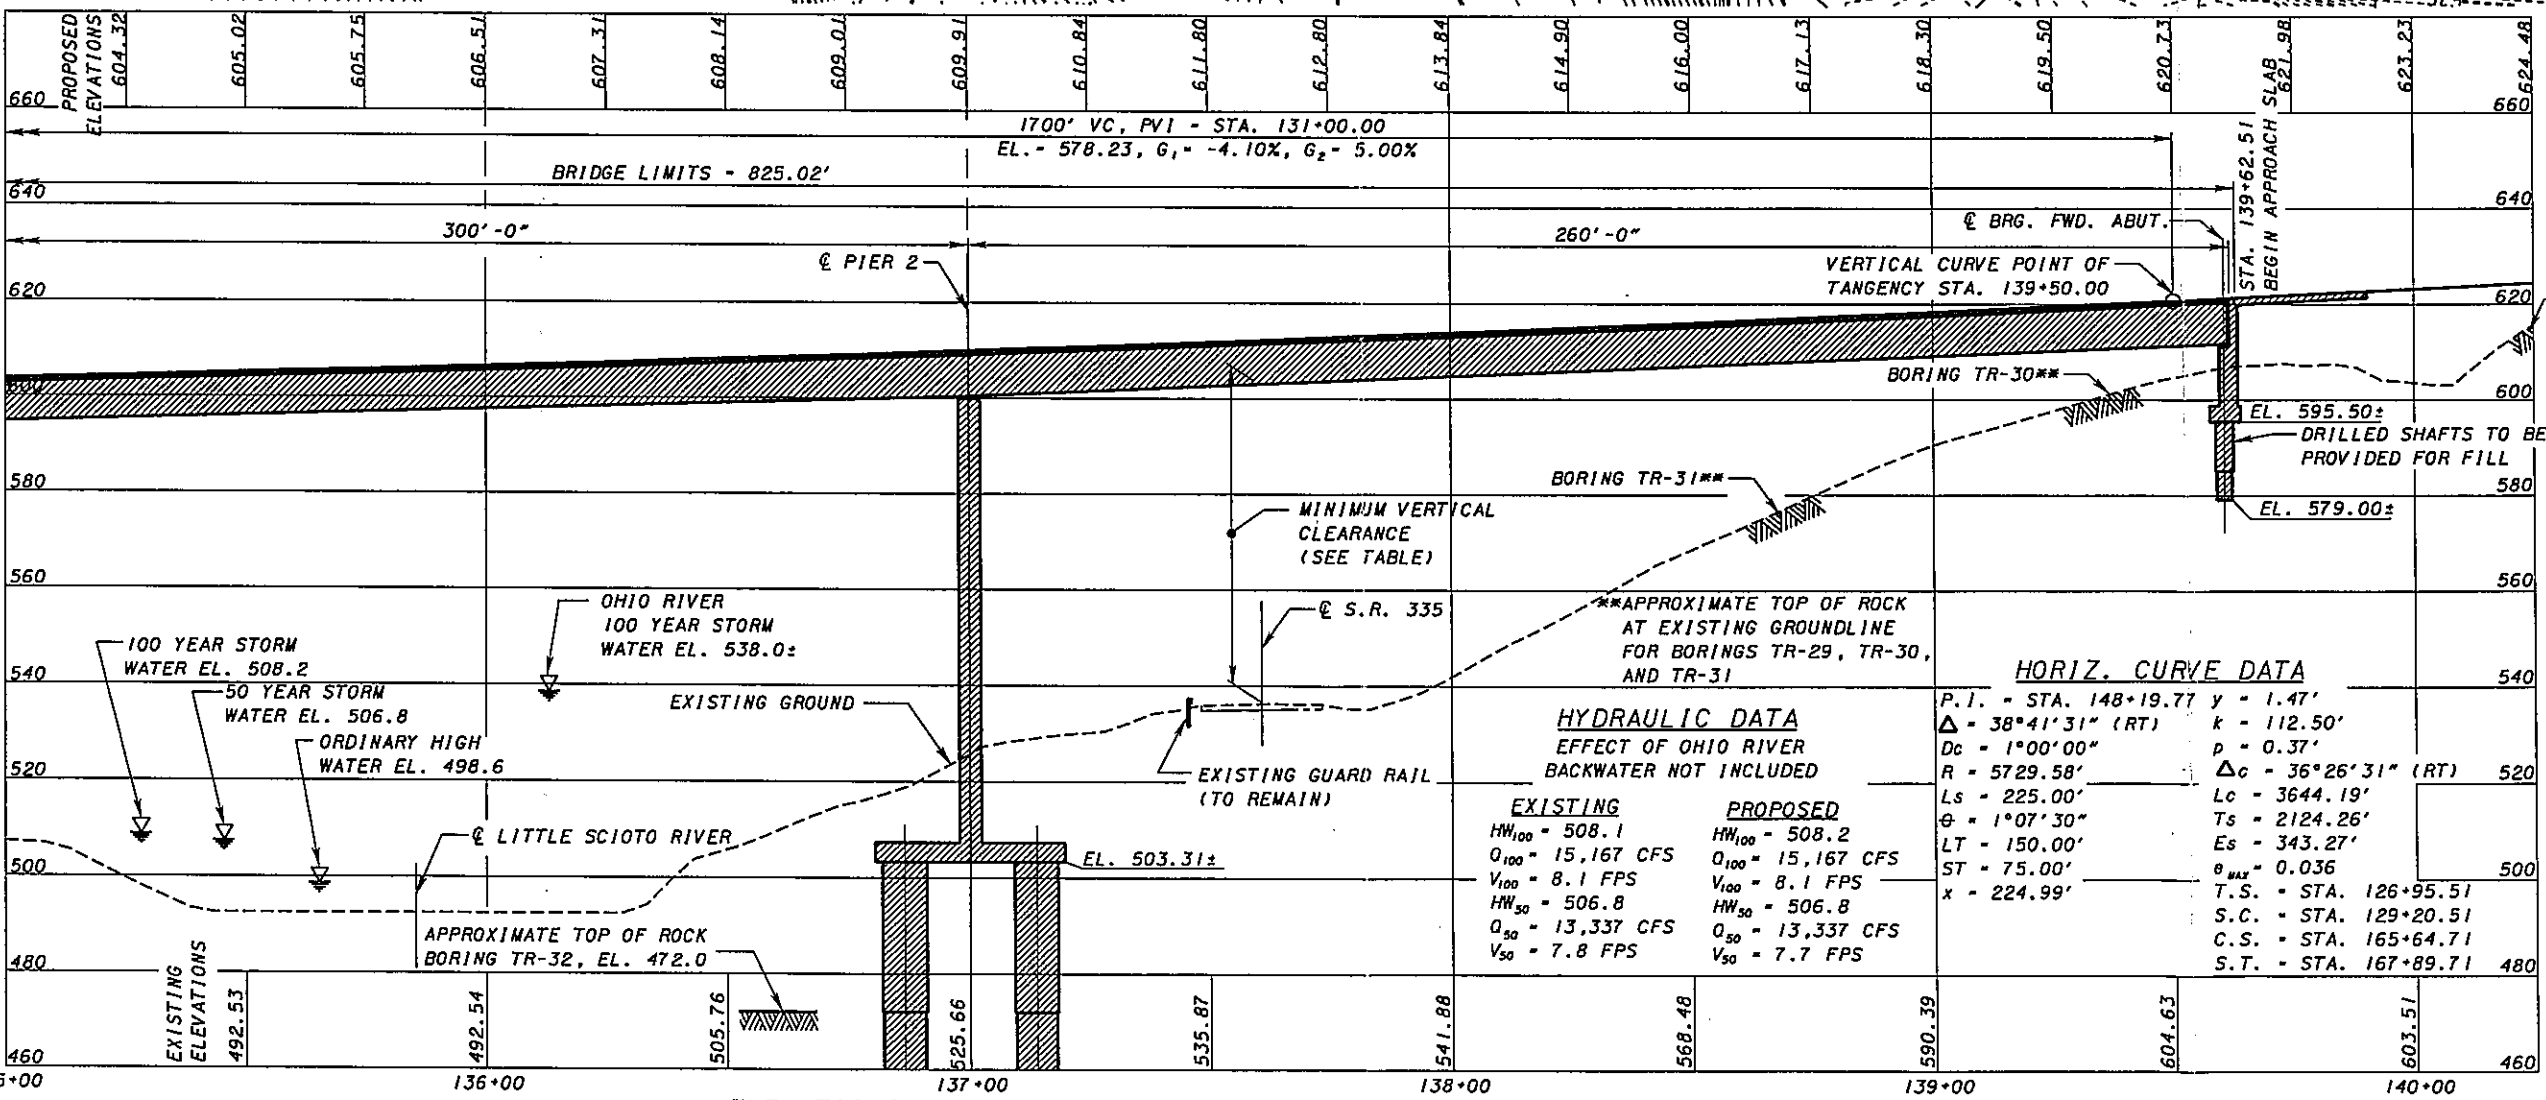 PROPOSED
ELEVATIONS
604.32
605.02
605.75
606.51
607.31
608.14
609.01
609.91
610.84
611.80
612.80
613.84
614.90
616.00
617.13
618.30
619.50
620.73
621.98
623.23
624.48
660
660
1700' VC, PVI - STA. 131+00.00
EL.- 578.23, G1= -4.10%, G2= 5.00%
BRIDGE LIMITS = 825.02'
STA. 139+62.51
BEGIN APPROACH SLAB
640
640
300'-0"
260'-0"
℄ BRG. FWD. ABUT.
℄ PIER 2
VERTICAL CURVE POINT OF
TANGENCY STA. 139+50.00
620
620
600
600
BORING TR-30**
EL. 595.50±
DRILLED SHAFTS TO BE
PROVIDED FOR FILL
580
580
BORING TR-31**
EL. 579.00±
MINIMUM VERTICAL
CLEARANCE
(SEE TABLE)
560
560
OHIO RIVER
100 YEAR STORM
WATER EL. 538.0±
℄ S.R. 335
**APPROXIMATE TOP OF ROCK
AT EXISTING GROUNDLINE
FOR BORINGS TR-29, TR-30,
AND TR-31
100 YEAR STORM
WATER EL. 508.2
50 YEAR STORM
WATER EL. 506.8
ORDINARY HIGH
WATER EL. 498.6
540
540
EXISTING GROUND
EXISTING GUARD RAIL
(TO REMAIN)
520
520
℄ LITTLE SCIOTO RIVER
EL. 503.31±
500
500
APPROXIMATE TOP OF ROCK
BORING TR-32, EL. 472.0
480
480
HYDRAULIC DATA
EFFECT OF OHIO RIVER
BACKWATER NOT INCLUDED
EXISTING
HW100 = 508.1
Q100 = 15,167 CFS
V100 = 8.1 FPS
HW50 = 506.8
Q50 = 13,337 CFS
V50 = 7.8 FPS
PROPOSED
HW100 = 508.2
Q100 = 15,167 CFS
V100 = 8.1 FPS
HW50 = 506.8
Q50 = 13,337 CFS
V50 = 7.7 FPS
HORIZ. CURVE DATA
P.I. = STA. 148+19.77
Δ = 38°41'31" (RT)
Dc = 1°00'00"
R = 5729.58'
Ls = 225.00'
θ = 1°07'30"
LT = 150.00'
ST = 75.00'
x = 224.99'
y = 1.47'
k = 112.50'
p = 0.37'
Δc = 36°26'31" (RT)
Lc = 3644.19'
Ts = 2124.26'
Es = 343.27'
eMAX = 0.036
T.S. = STA. 126+95.51
S.C. = STA. 129+20.51
C.S. = STA. 165+64.71
S.T. = STA. 167+89.71
EXISTING
ELEVATIONS
492.53
492.54
505.76
525.66
535.87
541.88
568.48
590.39
604.63
603.51
460
460
5+00
136+00
137+00
138+00
139+00
140+00